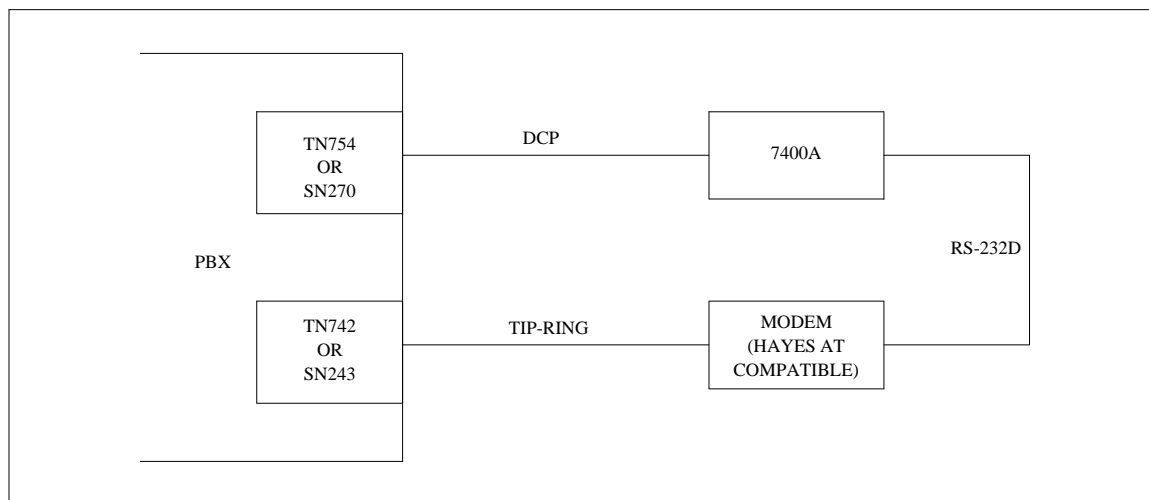 TN754
OR
SN270
DCP
7400A
PBX
RS-232D
TN742
OR
SN243
TIP-RING
MODEM
(HAYES AT
COMPATIBLE)